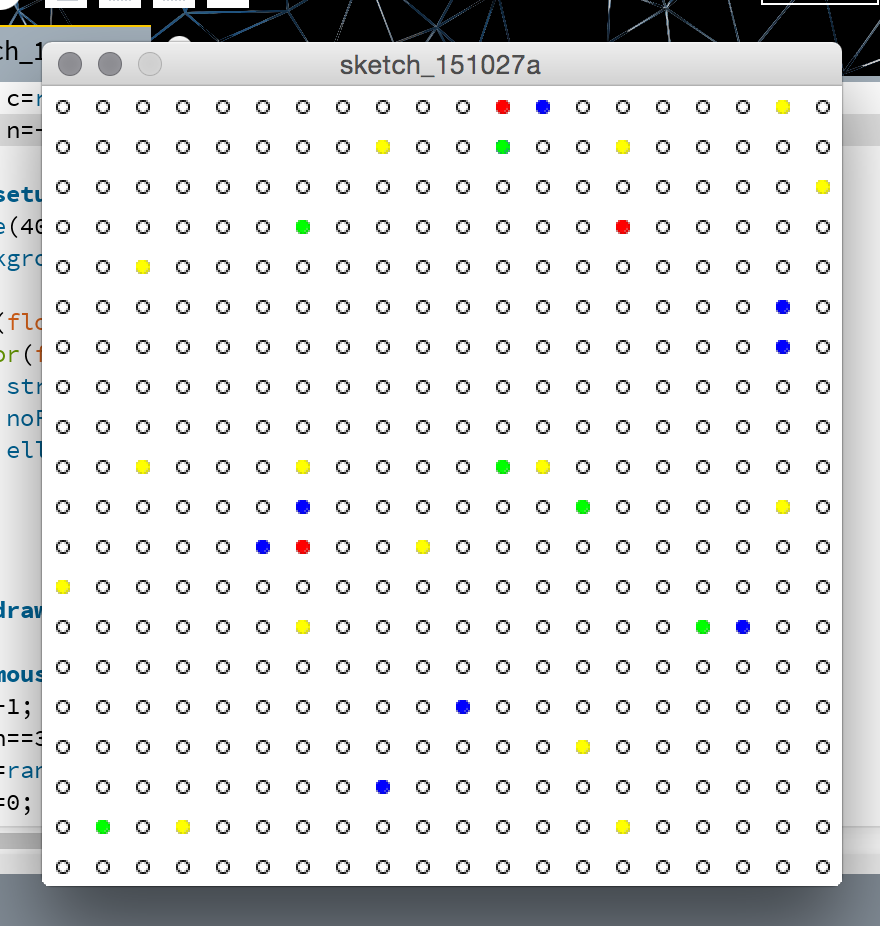 sketch_151027a
ch_1
c=r
n=-
setu
e(40
kgro
(flo
or(f
str
noF
ell
draw
mous
-1;
n==3
=ran
=0;